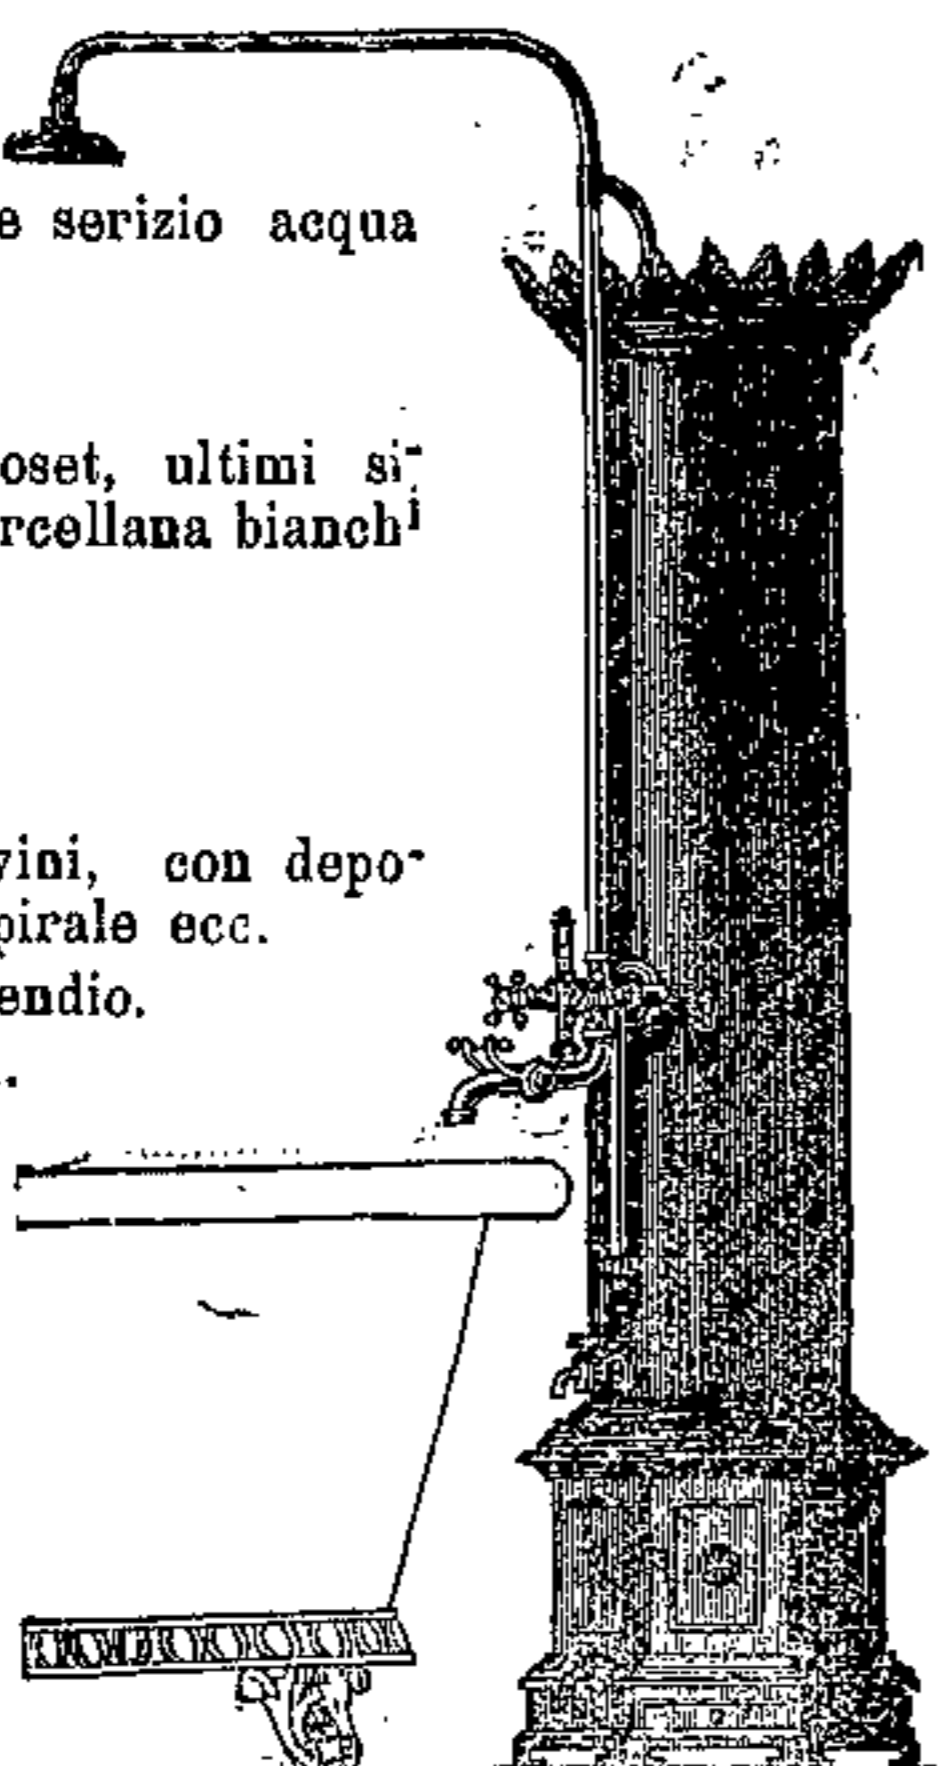 e serizio acqua
oset, ultimi si-
rcellana bianchi
vini, con depo-
pirale ecc.
endio.
.